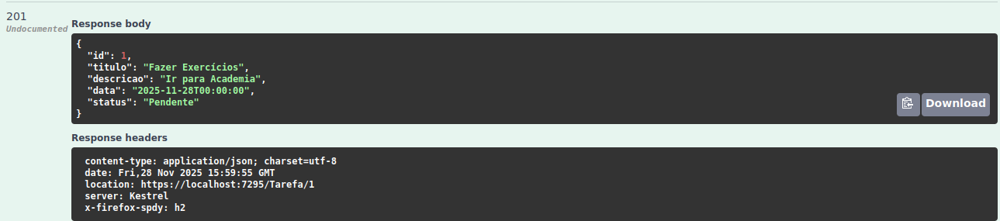 201
Undocumented
Response body
{
  "id": 1,
  "titulo": "Fazer Exercícios",
  "descricao": "Ir para Academia",
  "data": "2025-11-28T00:00:00",
  "status": "Pendente"
}
Download
Response headers
content-type: application/json; charset=utf-8
date: Fri,28 Nov 2025 15:59:55 GMT
location: https://localhost:7295/Tarefa/1
server: Kestrel
x-firefox-spdy: h2